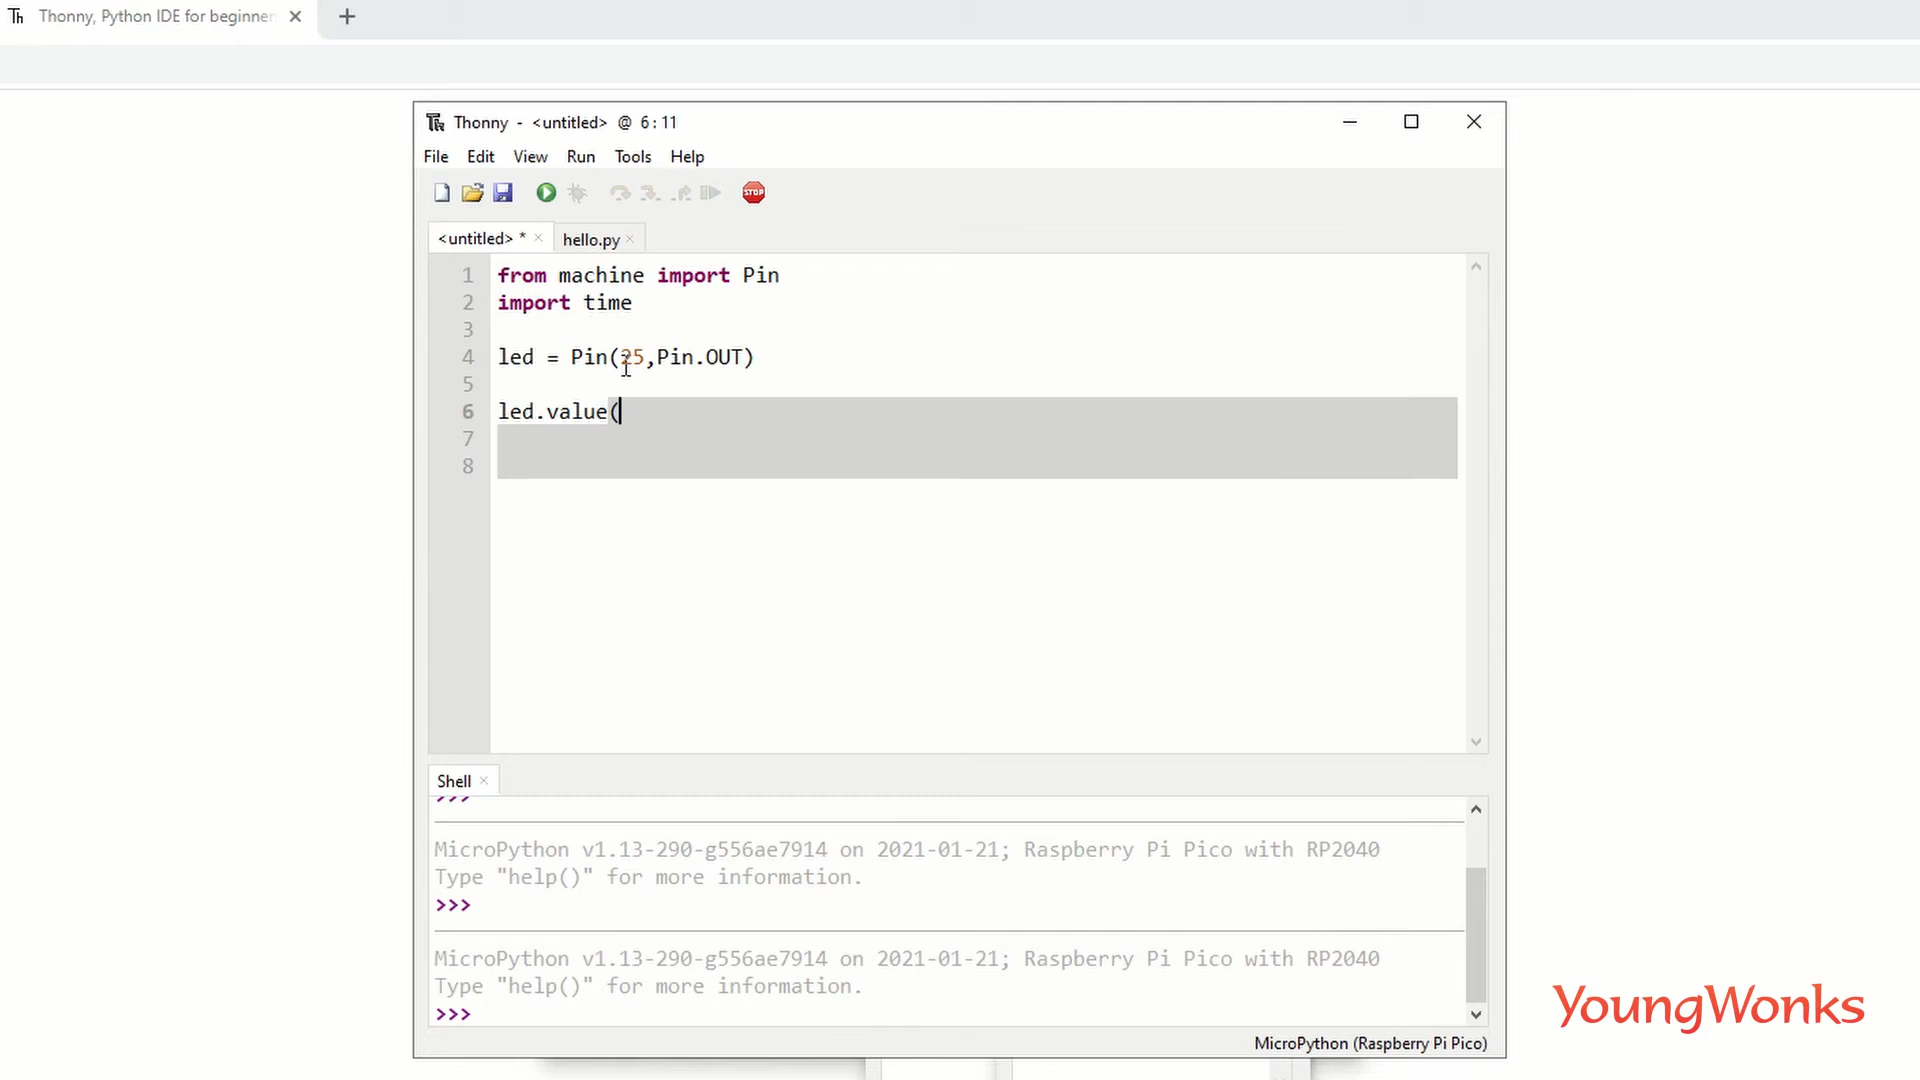 Thonny, Python IDE for beginner
Thonny - <untitled> @ 6:11
File Edit View Run Tools Help
STOP
<untitled> * hello.py
1 from machine import Pin
2 import time
3
4 led = Pin(25,Pin.OUT)
5
6 led.value(
7
8
Shell
>>>
MicroPython v1.13-290-g556ae7914 on 2021-01-21; Raspberry Pi Pico with RP2040
Type "help()" for more information.
>>>
MicroPython v1.13-290-g556ae7914 on 2021-01-21; Raspberry Pi Pico with RP2040
Type "help()" for more information.
>>>
MicroPython (Raspberry Pi Pico)
YoungWonks